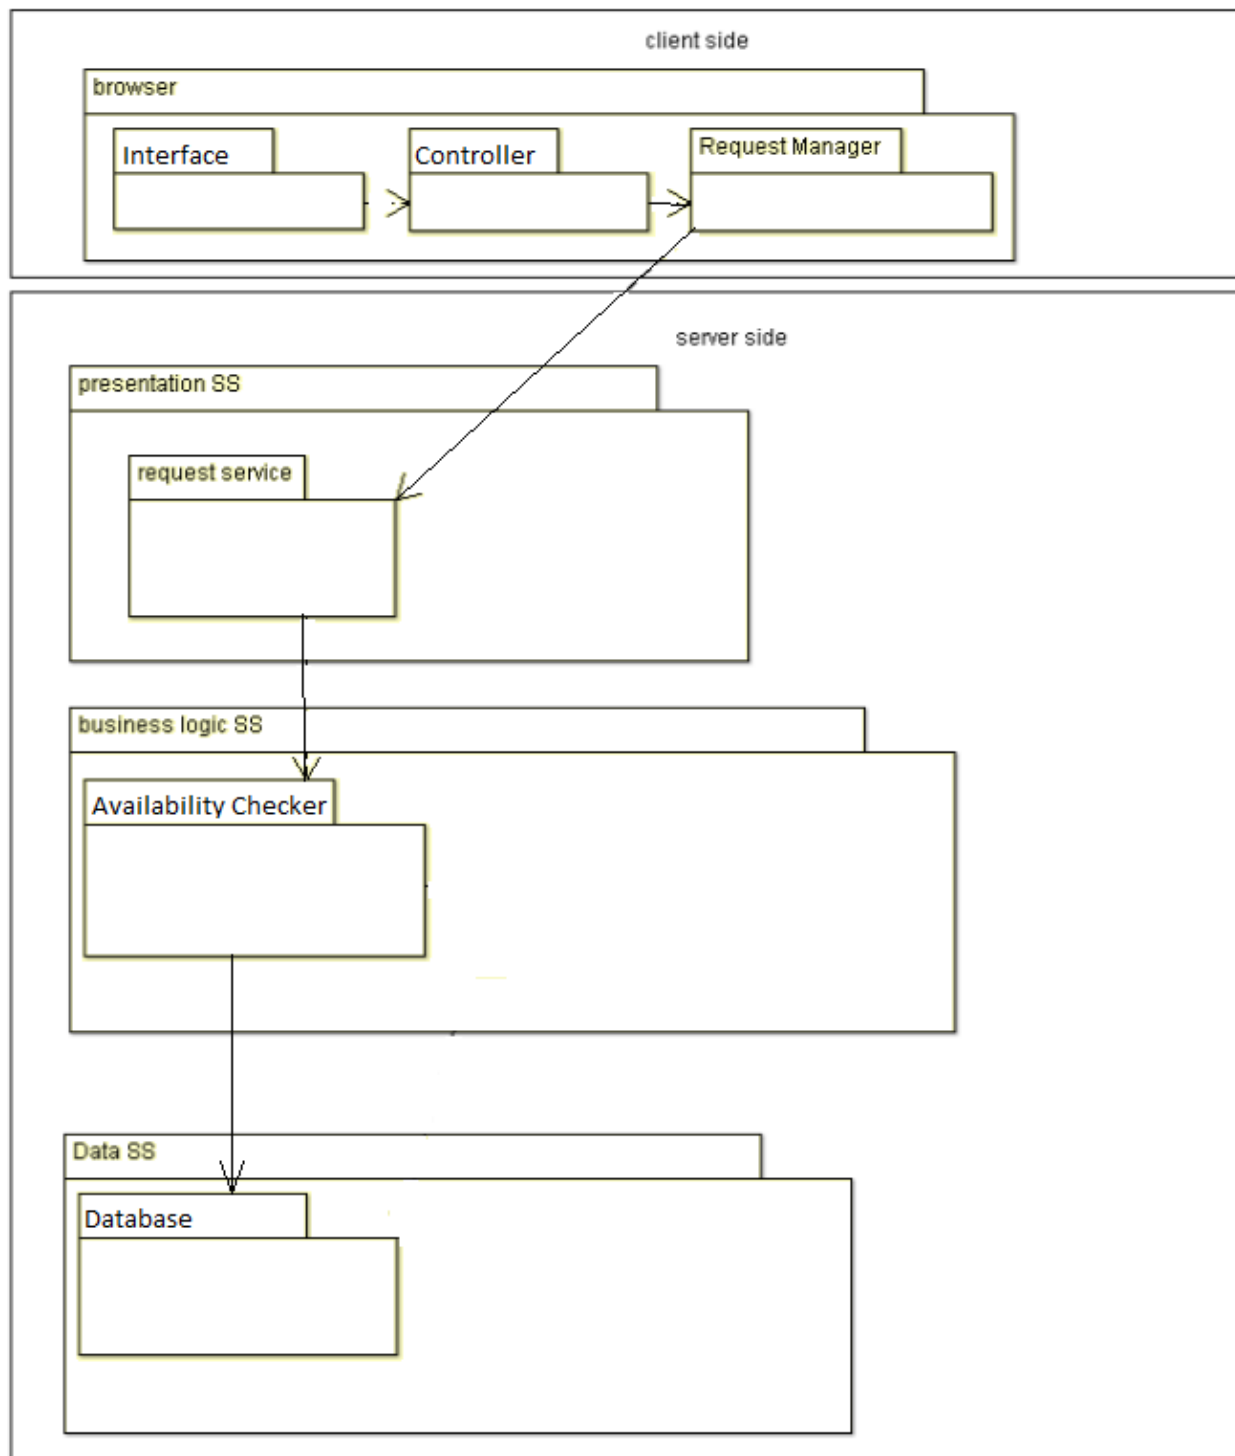 client side
browser
Interface
Controller
Request Manager
server side
presentation SS
request service
business logic SS
Availability Checker
Data SS
Database